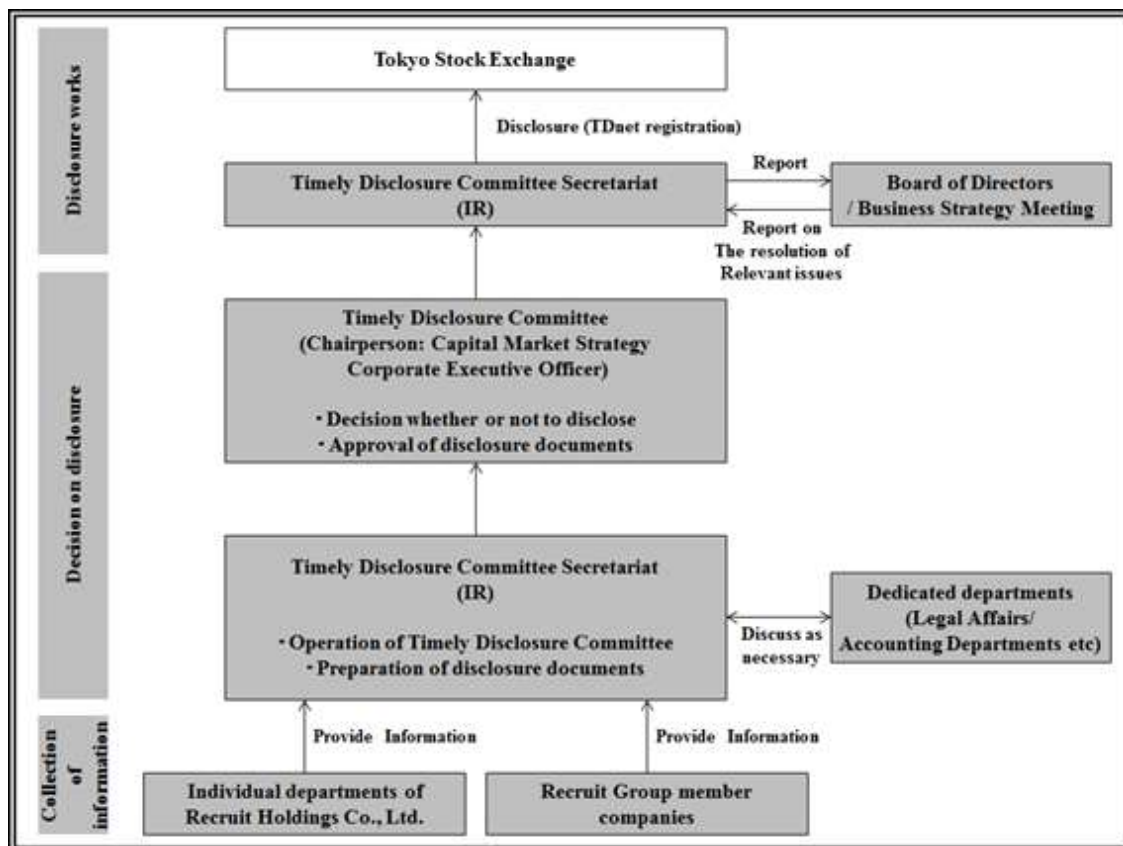 Disclosure works
Tokyo Stock Exchange
Disclosure (TDnet registration)
Timely Disclosure Committee Secretariat
(IR)
Report
Report on
The resolution of
Relevant issues
Board of Directors
/ Business Strategy Meeting
Decision on disclosure
Timely Disclosure Committee
(Chairperson: Capital Market Strategy
Corporate Executive Officer)
・Decision whether or not to disclose
・Approval of disclosure documents
Timely Disclosure Committee Secretariat
(IR)
・Operation of Timely Disclosure Committee
・Preparation of disclosure documents
Discuss as
necessary
Dedicated departments
(Legal Affairs/
Accounting Departments etc)
Collection
of
information
Provide Information
Provide Information
Individual departments of
Recruit Holdings Co., Ltd.
Recruit Group member
companies